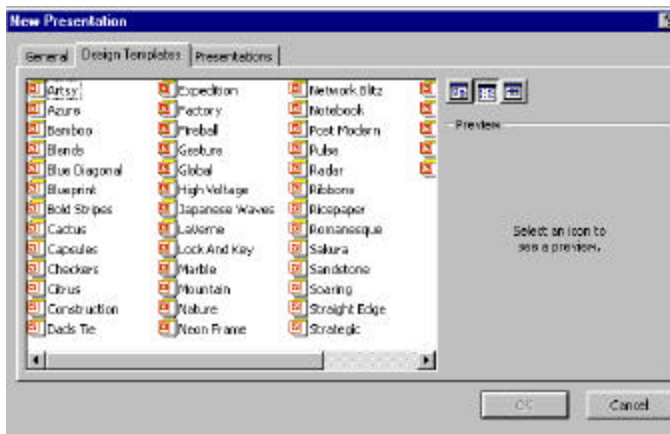 New Presentation
General Design Templates Presentations
Artsy Expedition Network Blitz
Azure Factory Notebook
Bamboo Fireball Post Modern
Blends Gesture Pulse
Blue Diagonal Global Radar
Blueprint High Voltage Ribbons
Bold Stripes Japanese Waves Ricepaper
Cactus LaVerne Romanesque
Capsules Lock And Key Sakura
Checkers Marble Sandstone
Citrus Mountain Soaring
Construction Nature Straight Edge
Dads Tie Neon Frame Strategic
Preview
Select an icon to
see a preview.
OK Cancel